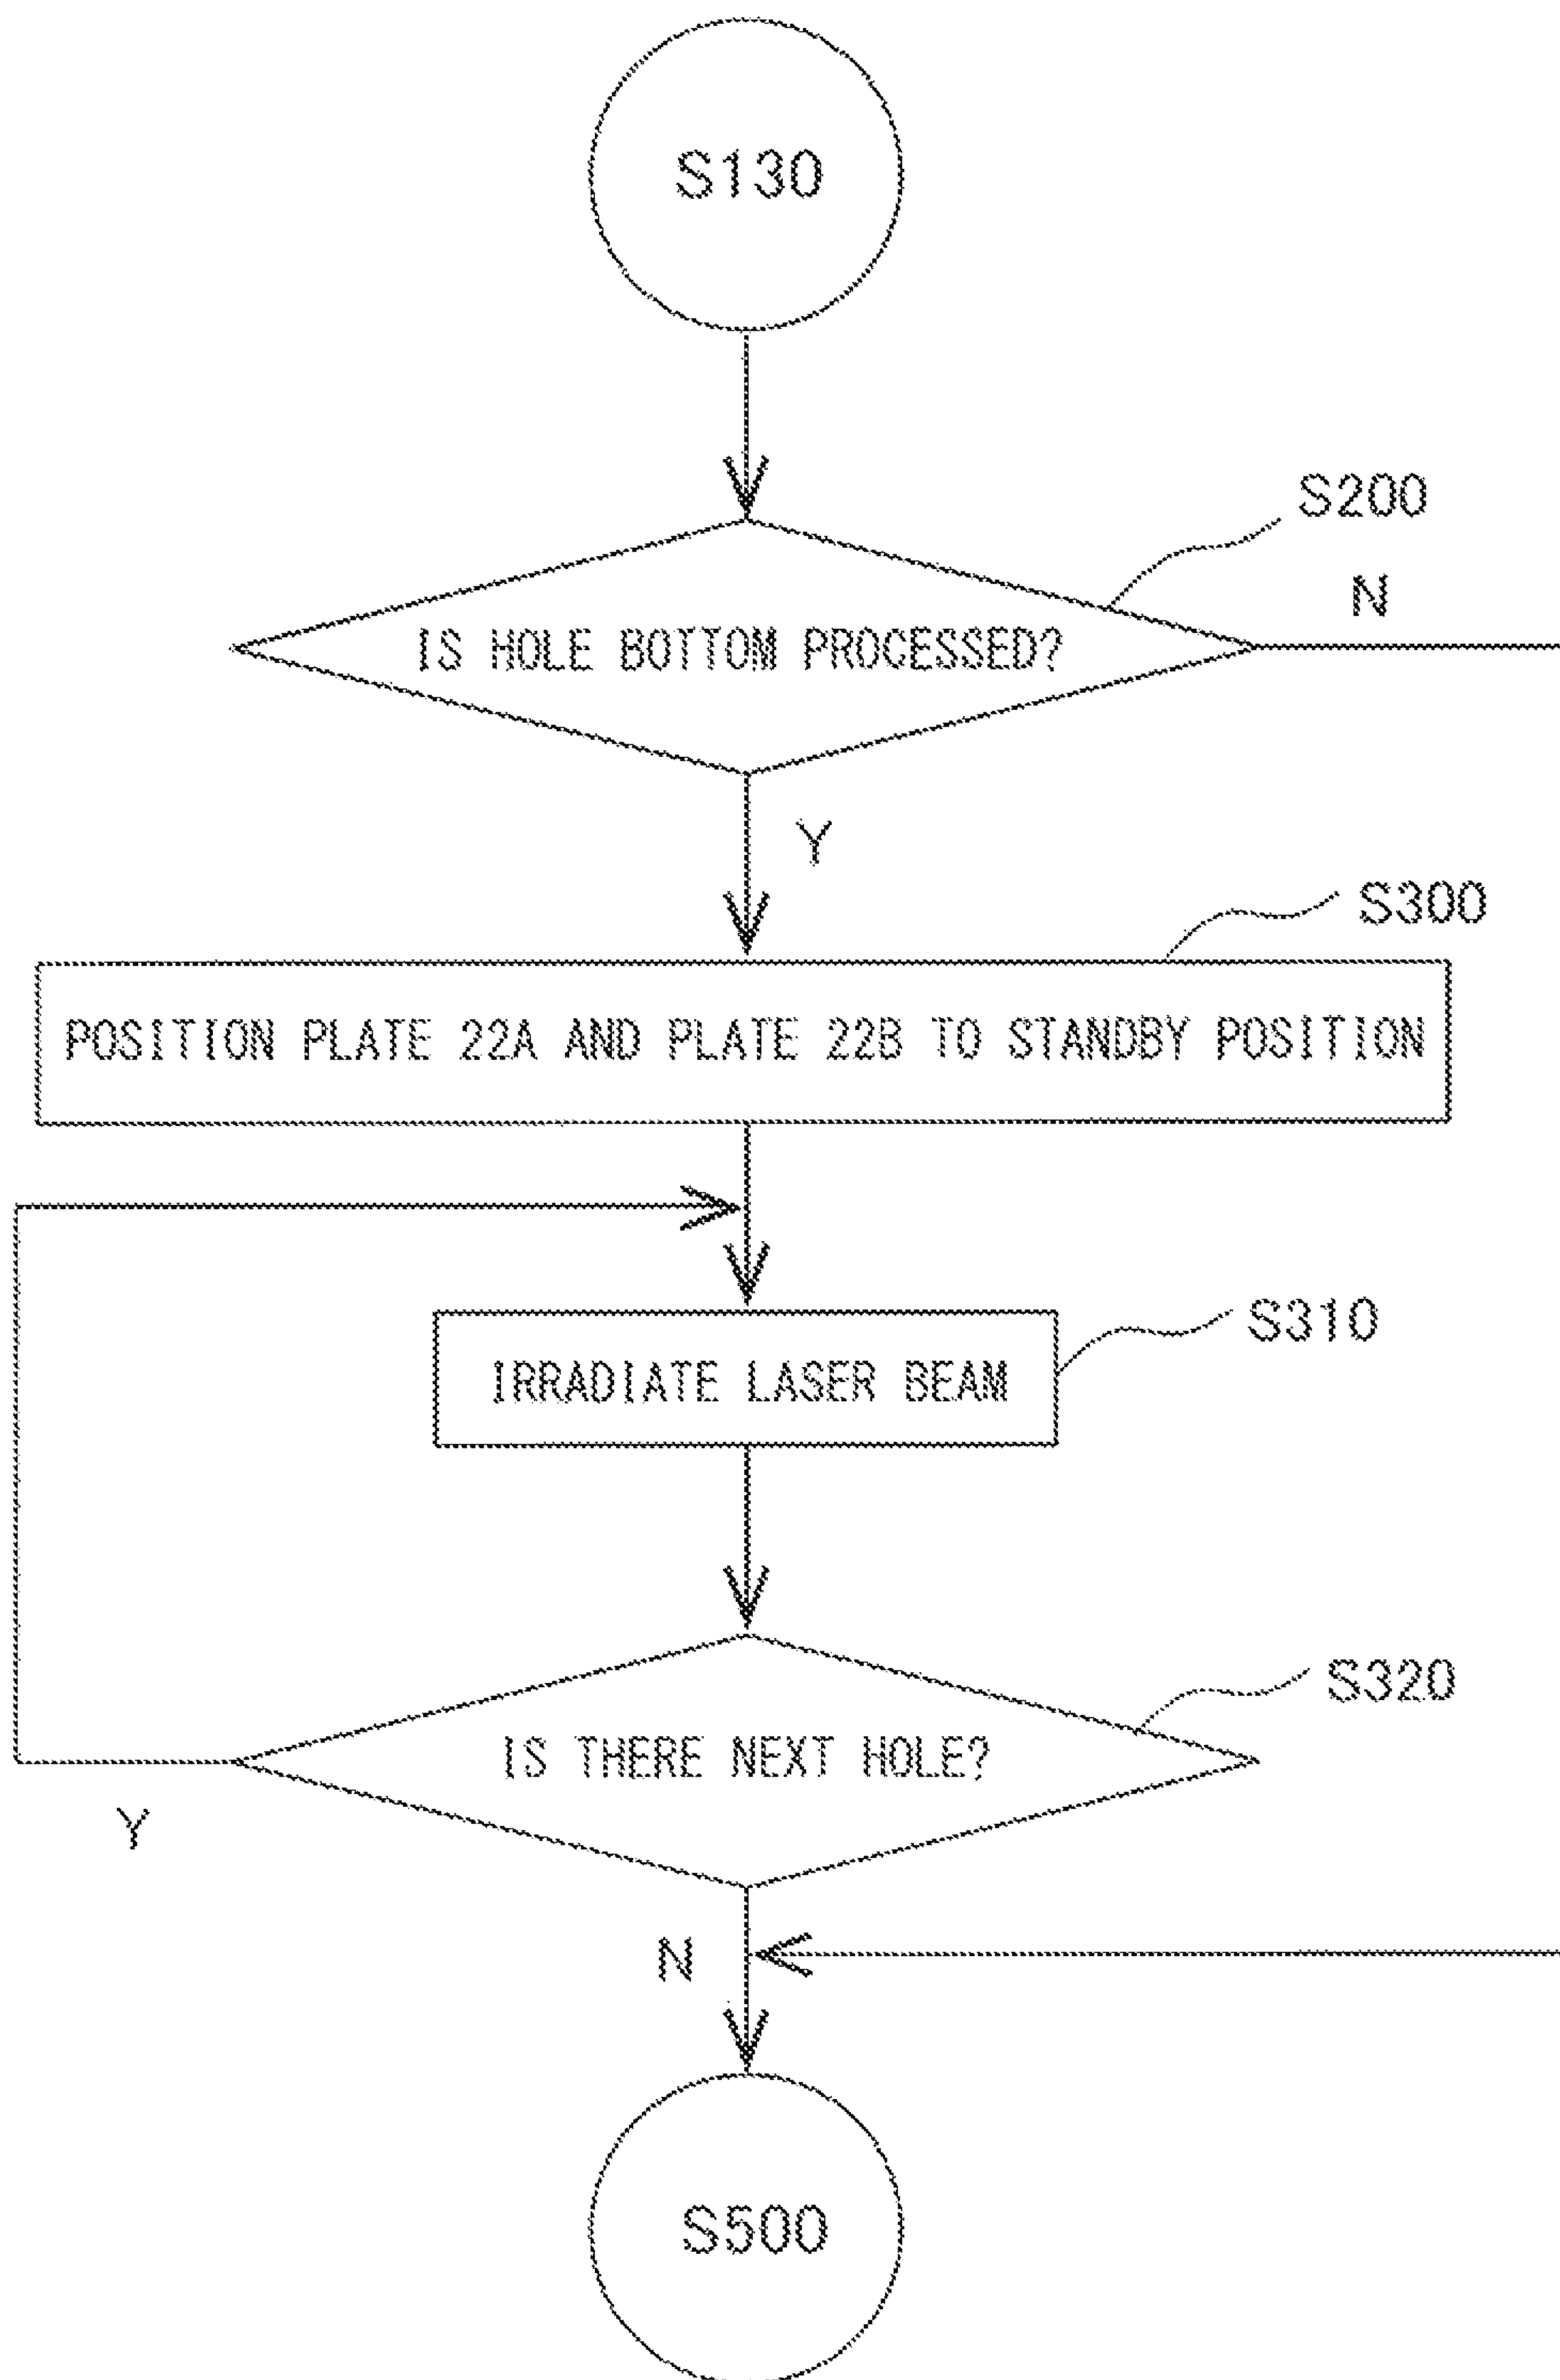 S130
S200
N
IS HOLE BOTTOM PROCESSED?
Y
S300
POSITION PLATE 22A AND PLATE 22B TO STANDBY POSITION
S310
IRRADIATE LASER BEAM
S320
IS THERE NEXT HOLE?
Y
N
S500